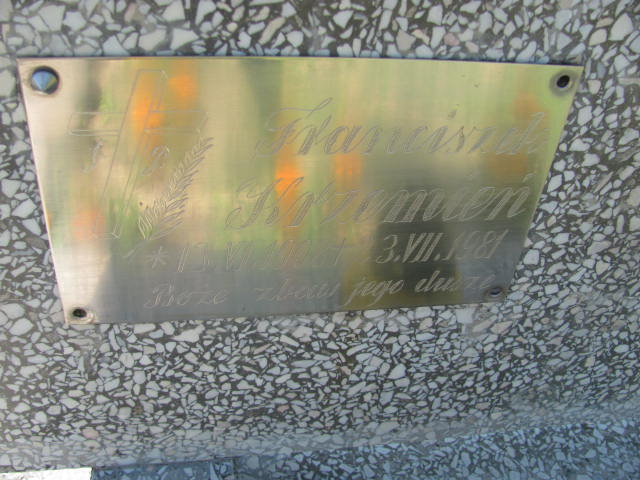 Franciszek
Krzemień
† 3.VII.1981
Boże zbaw jego duszę